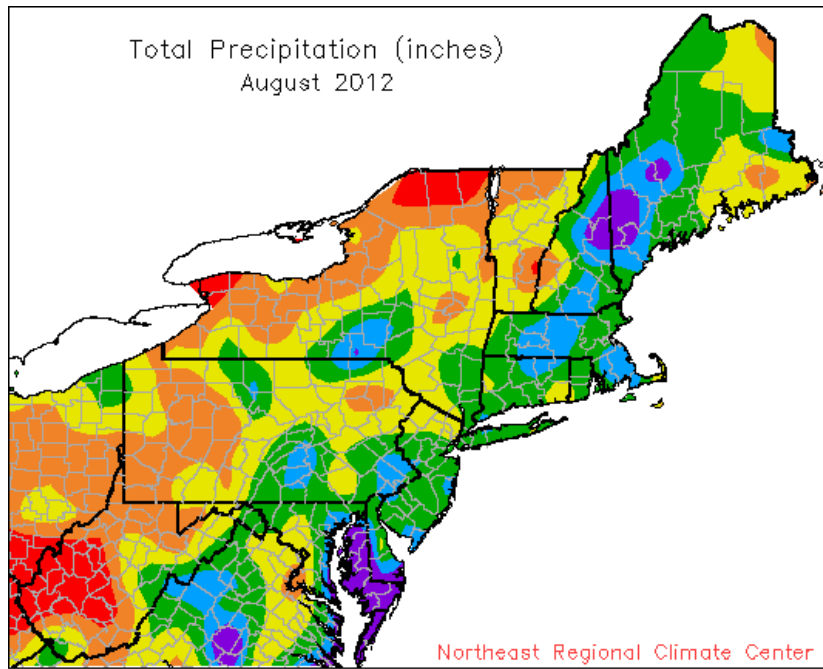 Total Precipitation (inches)
August 2012
Northeast Regional Climate Center